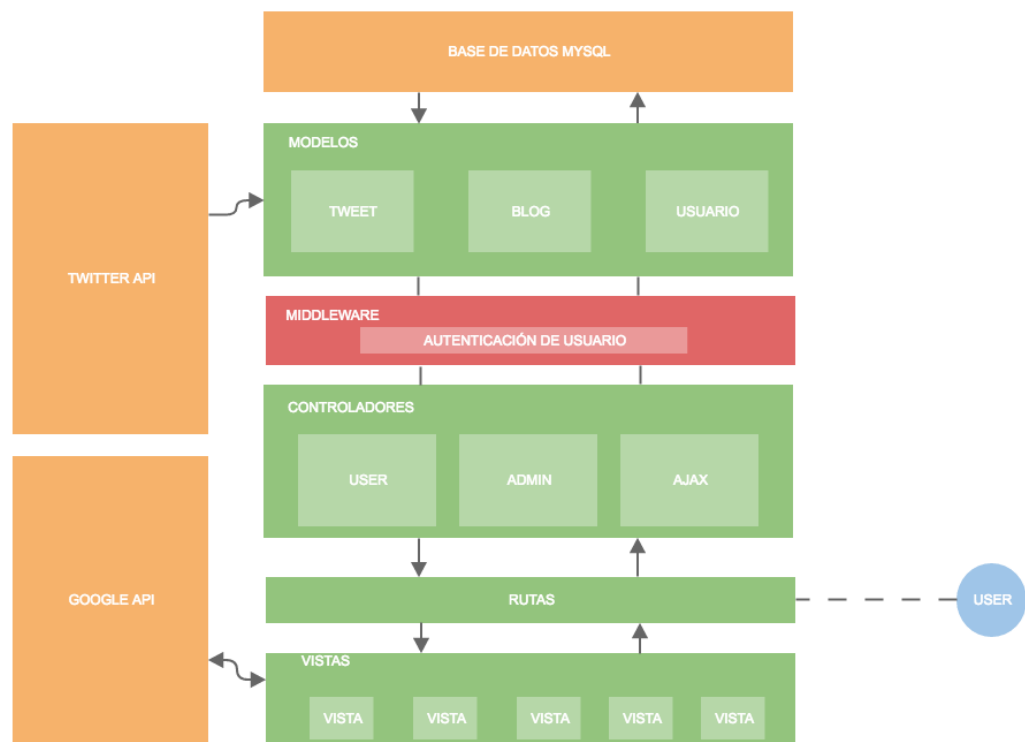 BASE DE DATOS MYSQL
MODELOS
TWEET
BLOG
USUARIO
TWITTER API
MIDDLEWARE
AUTENTICACIÓN DE USUARIO
CONTROLADORES
USER
ADMIN
AJAX
GOOGLE API
RUTAS
USER
VISTAS
VISTA
VISTA
VISTA
VISTA
VISTA